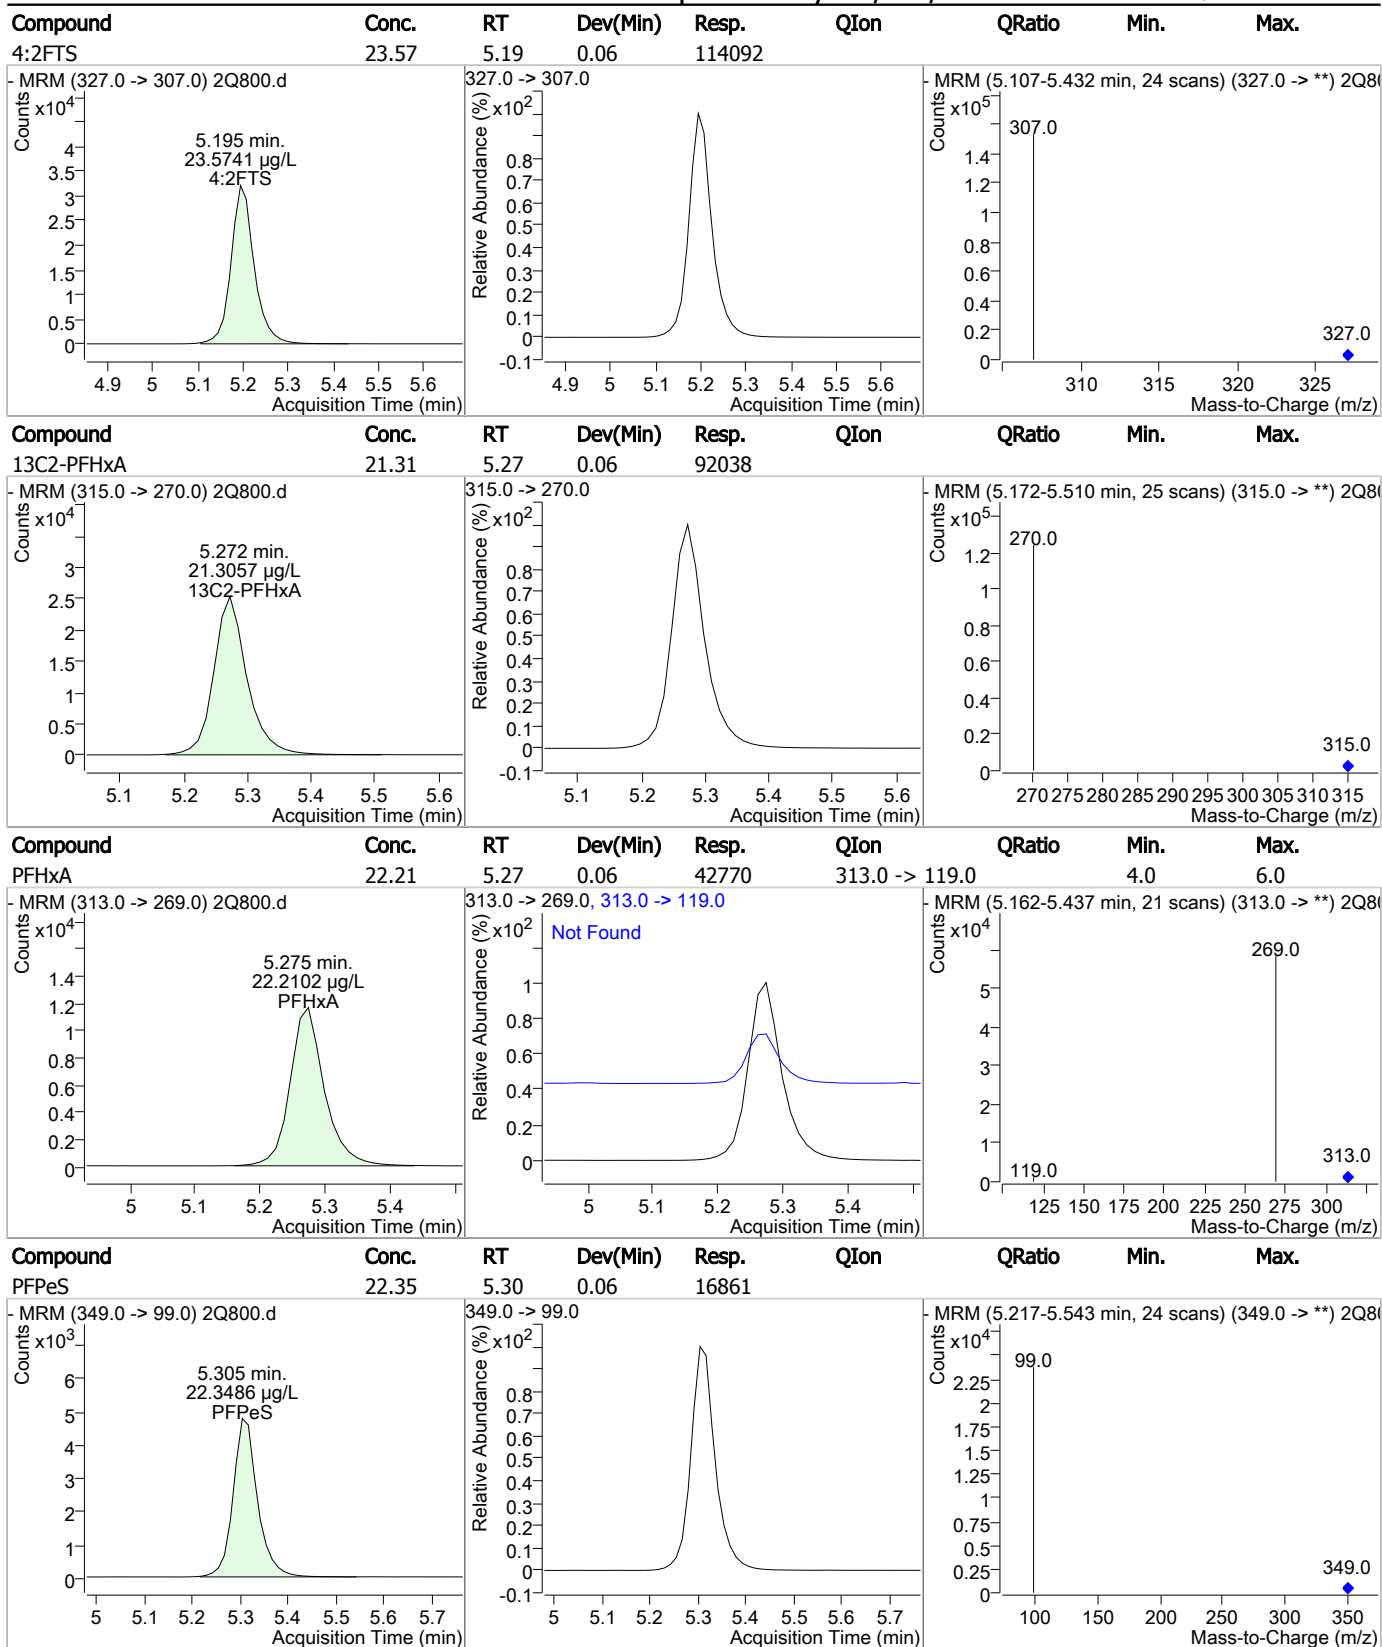 Compound Conc. RT Dev(Min) Resp. QIon QRatio Min. Max.
4:2FTS 23.57 5.19 0.06 114092
- MRM (327.0 -> 307.0) 2Q800.d
Counts
x10^4
4
3.5
3
2.5
2
1.5
1
0.5
0
5.195 min.
23.5741 µg/L
4:2FTS
4.9 5 5.1 5.2 5.3 5.4 5.5 5.6
Acquisition Time (min)
327.0 -> 307.0
Relative Abundance (%)
x10^2
0.8
0.7
0.6
0.5
0.4
0.3
0.2
0.1
0
-0.1
4.9 5 5.1 5.2 5.3 5.4 5.5 5.6
Acquisition Time (min)
- MRM (5.107-5.432 min, 24 scans) (327.0 -> **) 2Q80
Counts
x10^5
307.0
1.4
1.2
1
0.8
0.6
0.4
0.2
0
327.0
310 315 320 325
Mass-to-Charge (m/z)
Compound Conc. RT Dev(Min) Resp. QIon QRatio Min. Max.
13C2-PFHxA 21.31 5.27 0.06 92038
- MRM (315.0 -> 270.0) 2Q800.d
Counts
x10^4
3
2.5
2
1.5
1
0.5
0
5.272 min.
21.3057 µg/L
13C2-PFHxA
5.1 5.2 5.3 5.4 5.5 5.6
Acquisition Time (min)
315.0 -> 270.0
Relative Abundance (%)
x10^2
0.8
0.7
0.6
0.5
0.4
0.3
0.2
0.1
0
-0.1
5.1 5.2 5.3 5.4 5.5 5.6
Acquisition Time (min)
- MRM (5.172-5.510 min, 25 scans) (315.0 -> **) 2Q80
Counts
x10^5
270.0
1.2
1
0.8
0.6
0.4
0.2
0
315.0
270 275 280 285 290 295 300 305 310 315
Mass-to-Charge (m/z)
Compound Conc. RT Dev(Min) Resp. QIon QRatio Min. Max.
PFHxA 22.21 5.27 0.06 42770 313.0 -> 119.0 4.0 6.0
- MRM (313.0 -> 269.0) 2Q800.d
Counts
x10^4
1.4
1.2
1
0.8
0.6
0.4
0.2
0
5.275 min.
22.2102 µg/L
PFHxA
5 5.1 5.2 5.3 5.4
Acquisition Time (min)
313.0 -> 269.0, 313.0 -> 119.0
Relative Abundance (%)
x10^2
Not Found
1
0.8
0.6
0.4
0.2
0
5 5.1 5.2 5.3 5.4
Acquisition Time (min)
- MRM (5.162-5.437 min, 21 scans) (313.0 -> **) 2Q80
Counts
x10^4
269.0
5
4
3
2
1
0
119.0
313.0
125 150 175 200 225 250 275 300
Mass-to-Charge (m/z)
Compound Conc. RT Dev(Min) Resp. QIon QRatio Min. Max.
PFPeS 22.35 5.30 0.06 16861
- MRM (349.0 -> 99.0) 2Q800.d
Counts
x10^3
6
5
4
3
2
1
0
5.305 min.
22.3486 µg/L
PFPeS
5 5.1 5.2 5.3 5.4 5.5 5.6 5.7
Acquisition Time (min)
349.0 -> 99.0
Relative Abundance (%)
x10^2
0.8
0.7
0.6
0.5
0.4
0.3
0.2
0.1
0
-0.1
5 5.1 5.2 5.3 5.4 5.5 5.6 5.7
Acquisition Time (min)
- MRM (5.217-5.543 min, 24 scans) (349.0 -> **) 2Q80
Counts
x10^4
99.0
2.25
2
1.75
1.5
1.25
1
0.75
0.5
0.25
0
349.0
100 150 200 250 300 350
Mass-to-Charge (m/z)